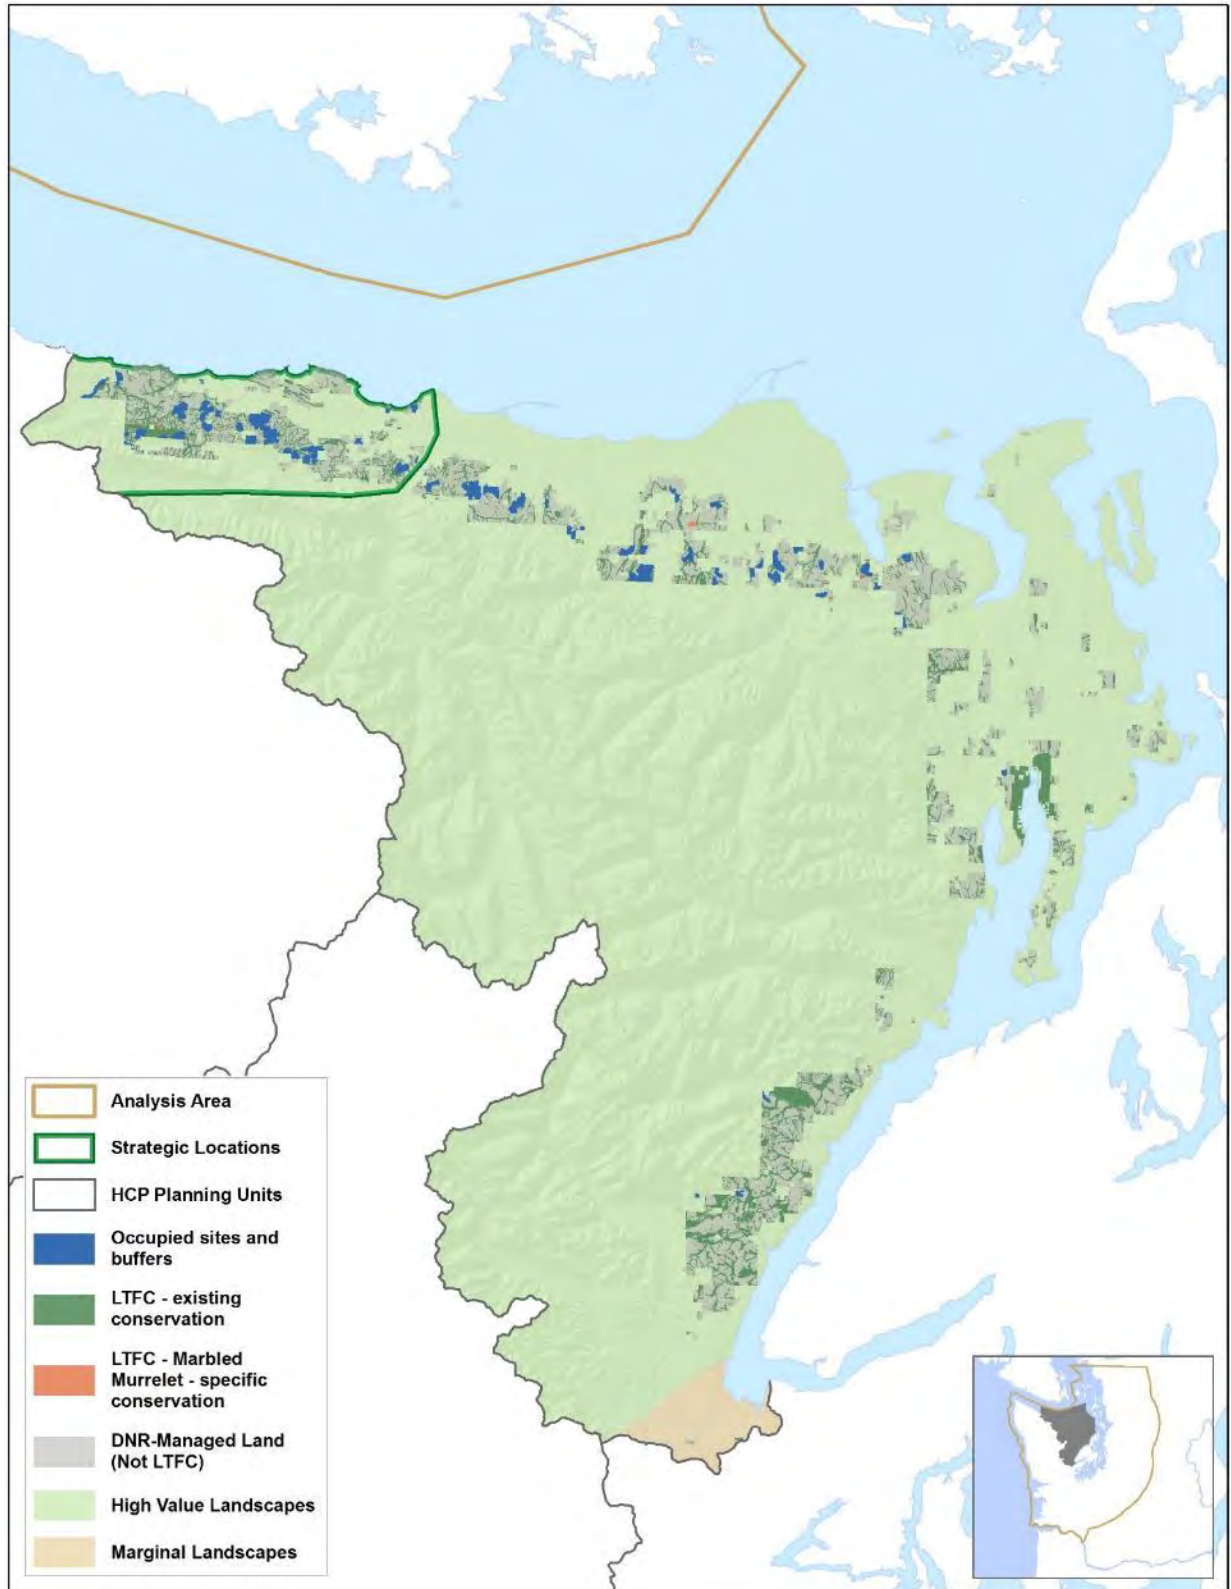 Analysis Area
Strategic Locations
HCP Planning Units
Occupied sites and
buffers
LTFC - existing
conservation
LTFC - Marbled
Murrelet - specific
conservation
DNR-Managed Land
(Not LTFC)
High Value Landscapes
Marginal Landscapes